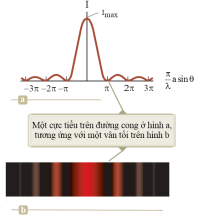 I
Imax
π/λ a sinθ
−3π −2π −π π 2π 3π
a
Một cực tiểu trên đường cong ở hình a,
tương ứng với một vân tối trên hình b
b